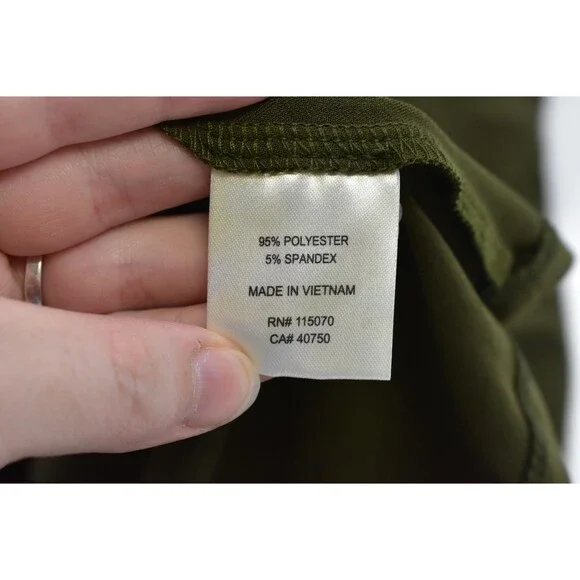 95% POLYESTER
5% SPANDEX
MADE IN VIETNAM
RN# 115070
CA# 40750